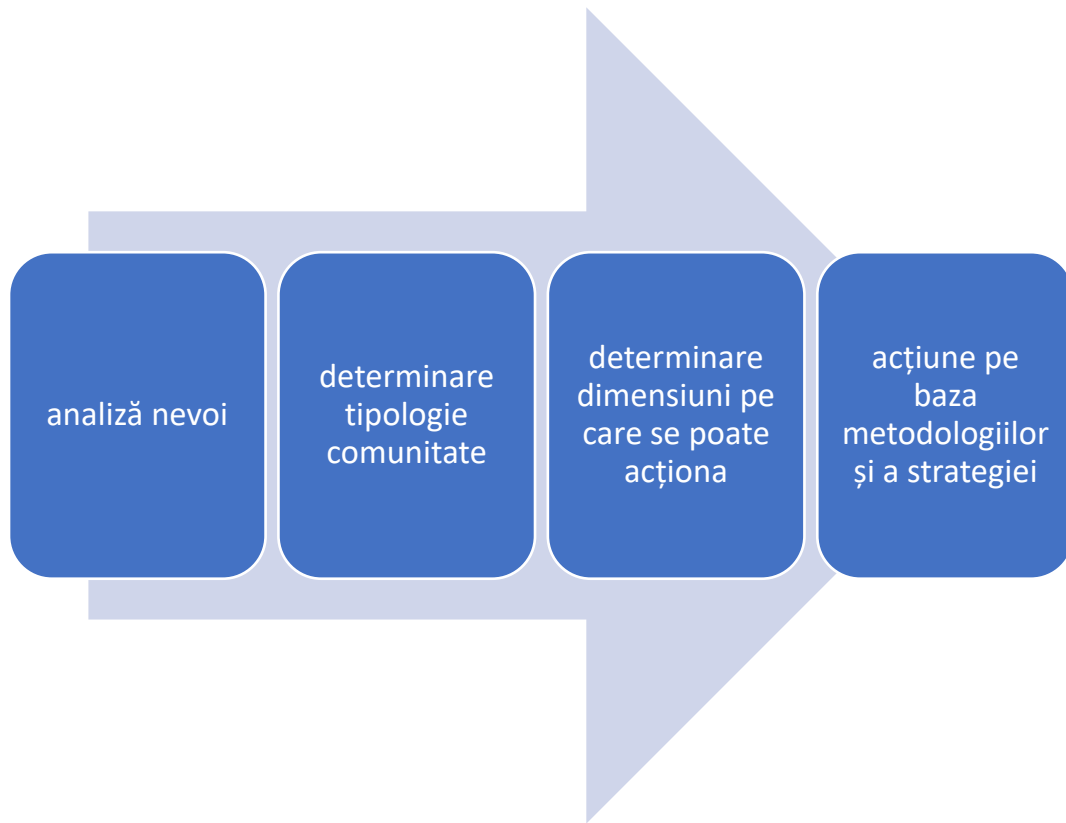 analiză nevoi
determinare
tipologie
comunitate
determinare
dimensiuni pe
care se poate
acționa
acțiune pe
baza
metodologiilor
și a strategiei